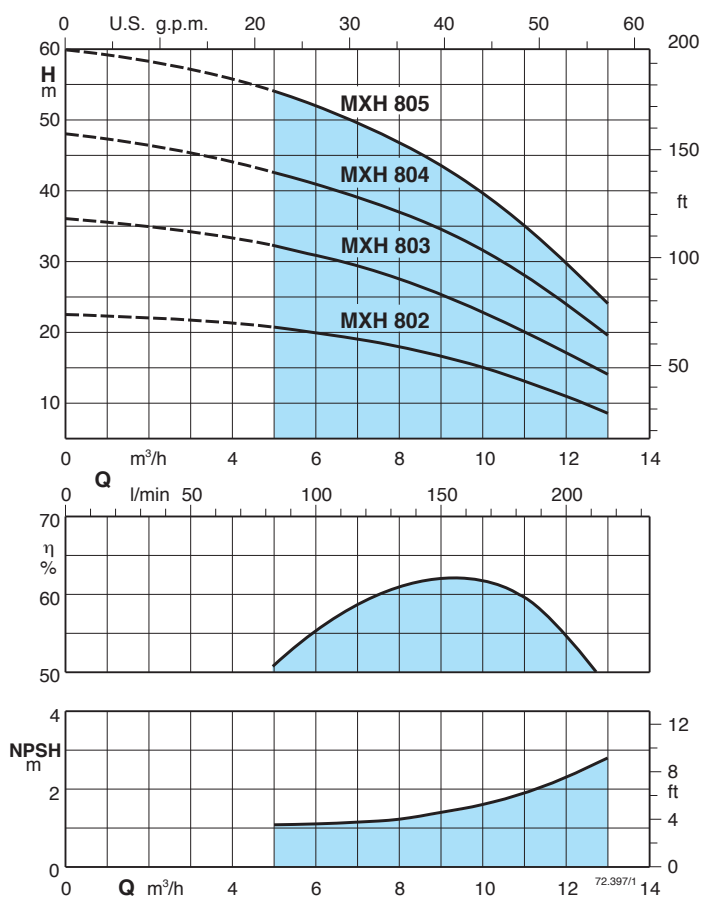 0 U.S. g.p.m. 20 30 40 50 60
60 200
H
m
MXH 805
50
150
MXH 804
40
ft
MXH 803
30 100
MXH 802
20
50
10
0 m³/h 4 6 8 10 12 14
Q
0 l/min 50 100 150 200
70
η
%
60
50
4
12
NPSH
m
8
2 ft
4
0 0
72.397/1
0 Q m³/h 4 6 8 10 12 14